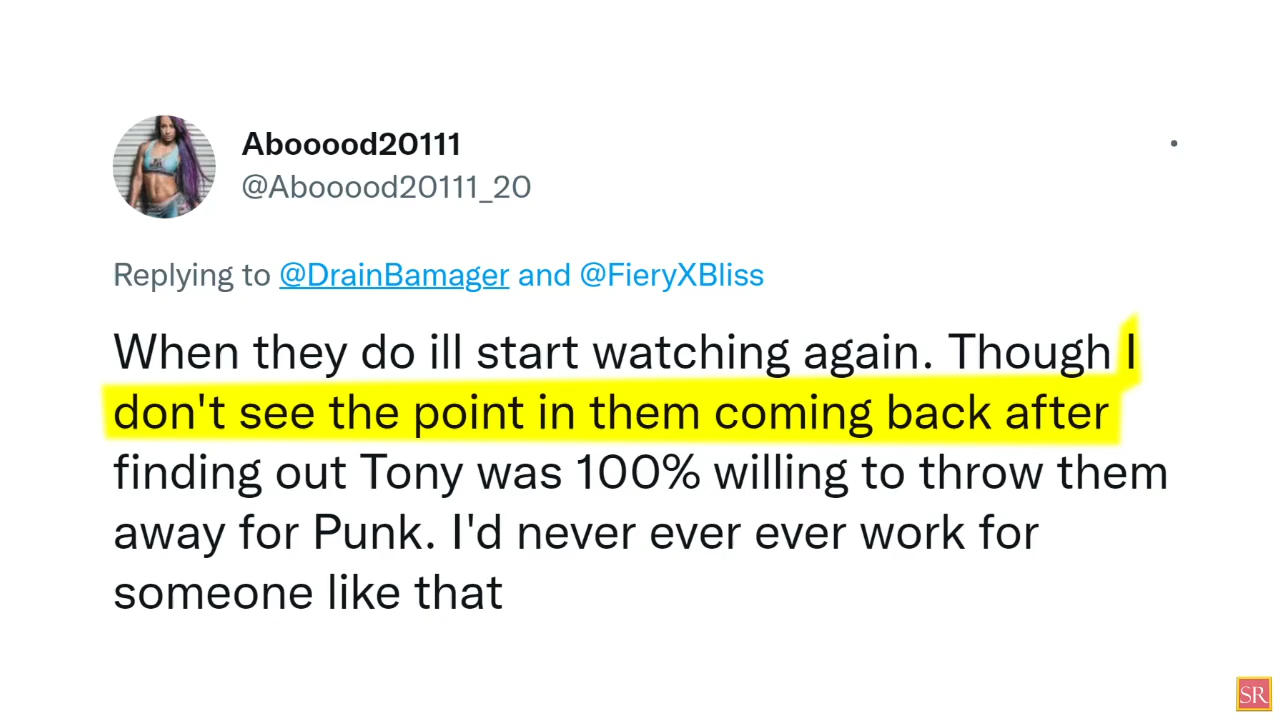 Abooood20111
@Abooood20111_20
Replying to @DrainBamager and @FieryXBliss
When they do ill start watching again. Though I
don't see the point in them coming back after
finding out Tony was 100% willing to throw them
away for Punk. I'd never ever ever work for
someone like that
SR